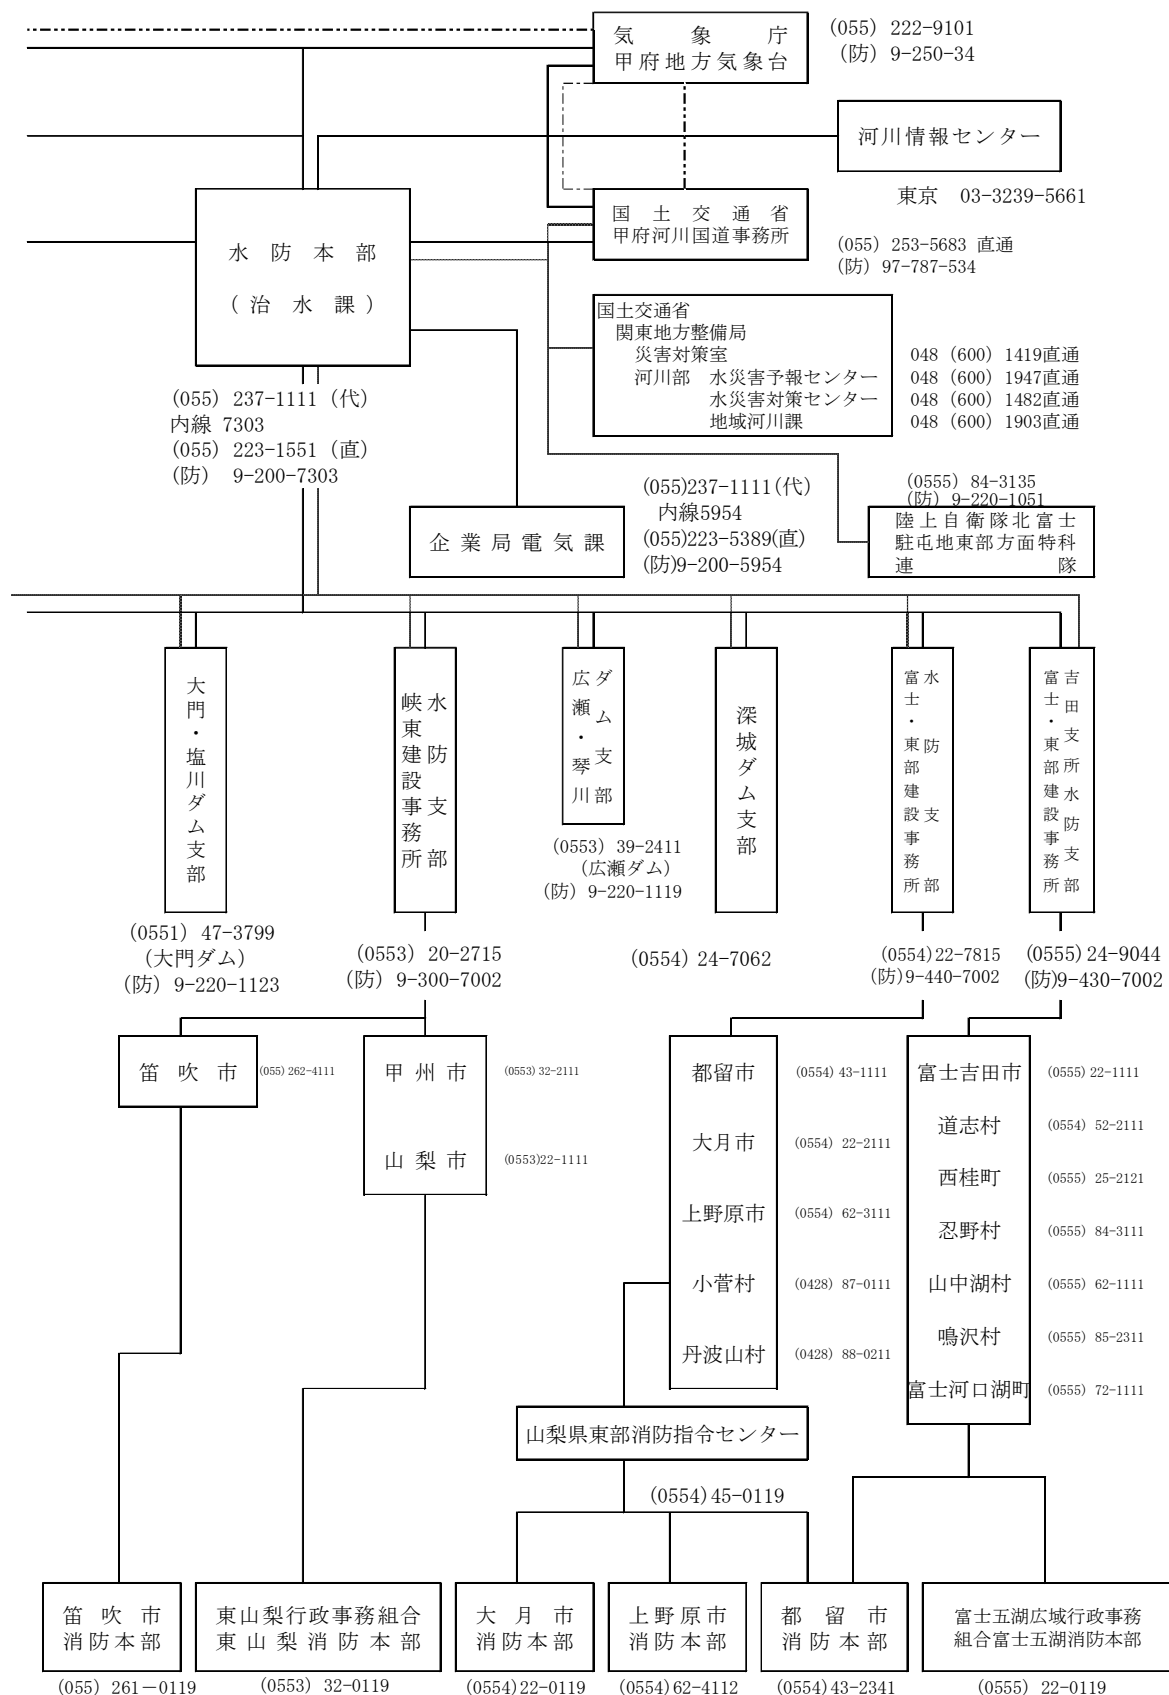 気象庁
甲府地方気象台
(055) 222-9101
(防) 9-250-34
河川情報センター
東京 03-3239-5661
国土交通省
甲府河川国道事務所
(055) 253-5683 直通
(防) 97-787-534
水防本部
(治水課)
(055) 237-1111 (代)
内線 7303
(055) 223-1551 (直)
(防) 9-200-7303
国土交通省
関東地方整備局
災害対策室 048 (600) 1419直通
河川部 水災害予報センター 048 (600) 1947直通
水災害対策センター 048 (600) 1482直通
地域河川課 048 (600) 1903直通
企業局電気課
(055)237-1111(代)
内線5954
(055)223-5389(直)
(防)9-200-5954
(0555) 84-3135
(防) 9-220-1051
陸上自衛隊北富士
駐屯地東部方面特科
連隊
大門・塩川ダム支部
(0551) 47-3799
(大門ダム)
(防) 9-220-1123
峡東建設事務所
水防支部
(0553) 20-2715
(防) 9-300-7002
広瀬・琴川
ダム支部
(0553) 39-2411
(広瀬ダム)
(防) 9-220-1119
深城ダム支部
(0554) 24-7062
富士・東部建設事務所
水防支部
(0554)22-7815
(防)9-440-7002
富士・東部建設事務所
吉田支所水防支部
(0555) 24-9044
(防)9-430-7002
笛吹市 (055) 262-4111
甲州市 (0553) 32-2111
山梨市 (0553)22-1111
都留市 (0554) 43-1111
大月市 (0554) 22-2111
上野原市 (0554) 62-3111
小菅村 (0428) 87-0111
丹波山村 (0428) 88-0211
富士吉田市 (0555) 22-1111
道志村 (0554) 52-2111
西桂町 (0555) 25-2121
忍野村 (0555) 84-3111
山中湖村 (0555) 62-1111
鳴沢村 (0555) 85-2311
富士河口湖町 (0555) 72-1111
山梨県東部消防指令センター
(0554)45-0119
笛吹市
消防本部
(055) 261－0119
東山梨行政事務組合
東山梨消防本部
(0553) 32-0119
大月市
消防本部
(0554)22-0119
上野原市
消防本部
(0554)62-4112
都留市
消防本部
(0554)43-2341
富士五湖広域行政事務
組合富士五湖消防本部
(0555) 22-0119